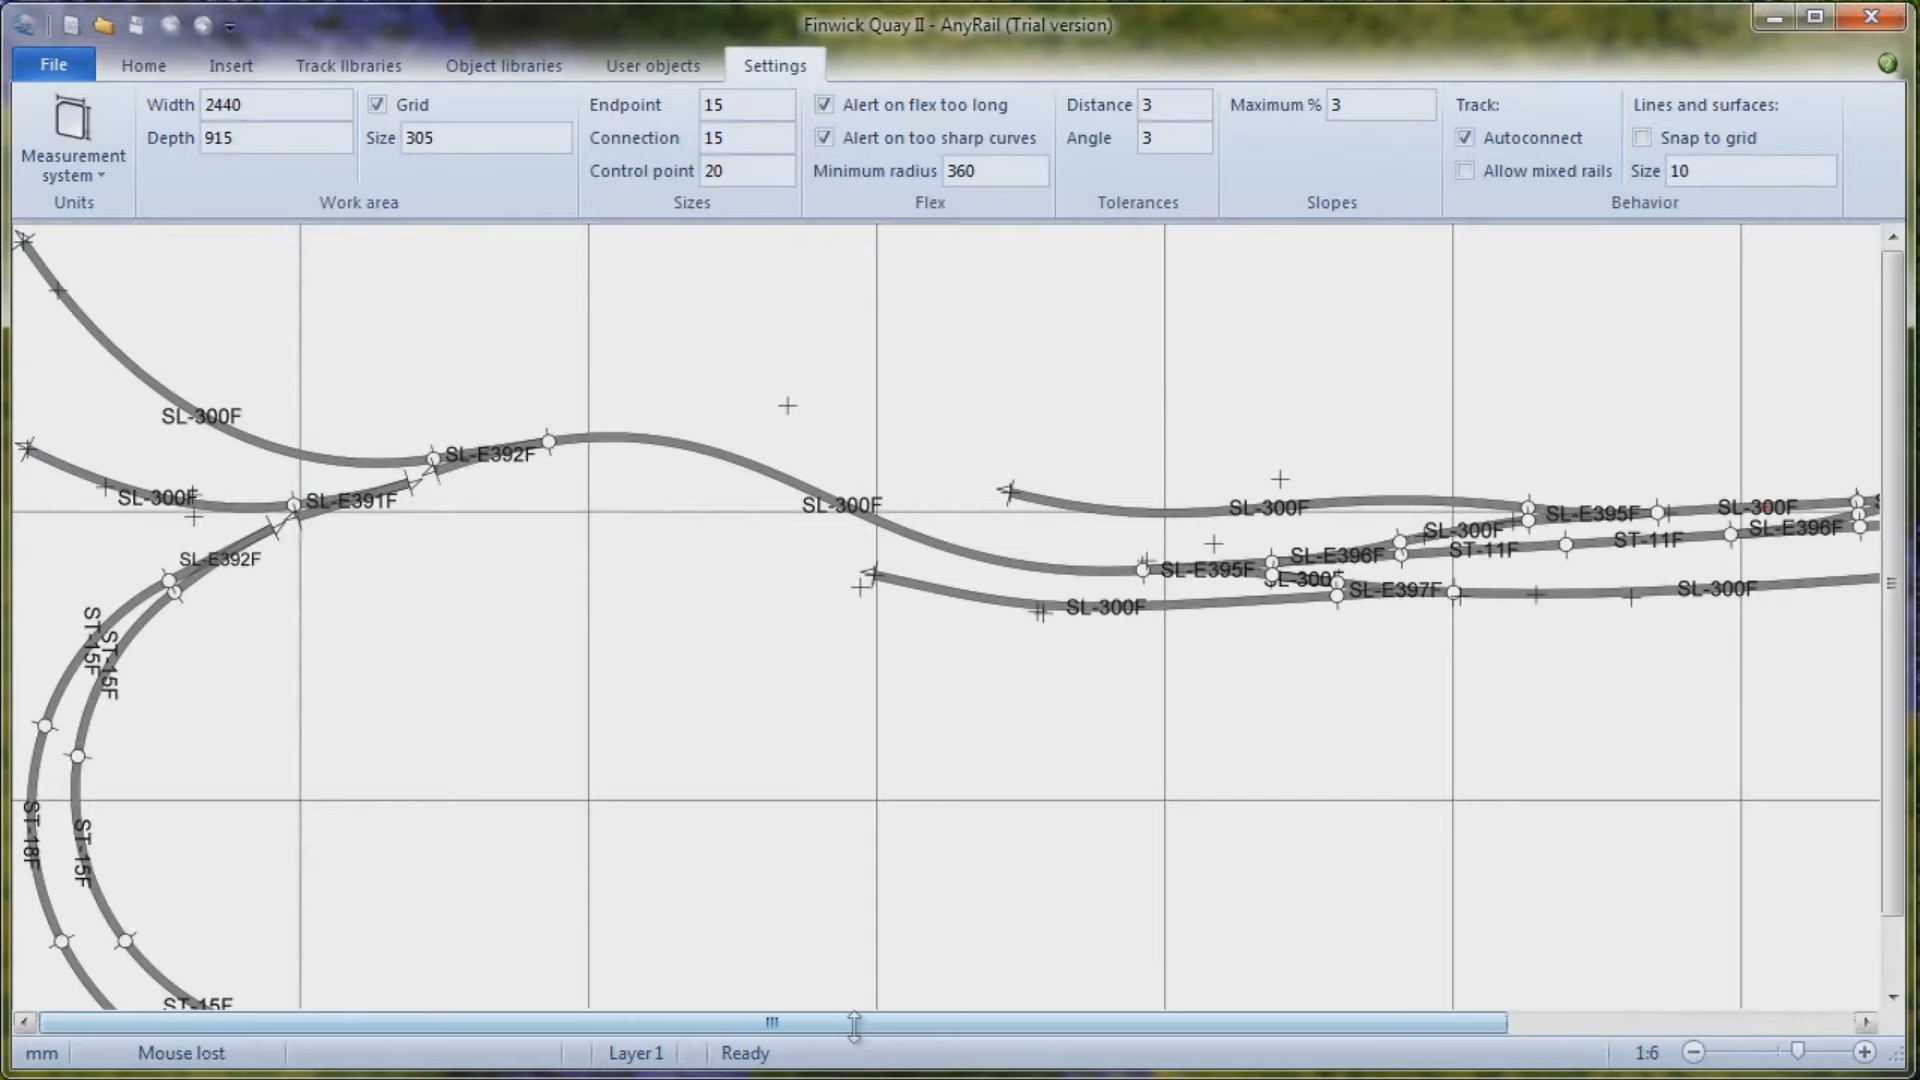 Finwick Quay II - AnyRail (Trial version)
File Home Insert Track libraries Object libraries User objects Settings
Width 2440 Grid Endpoint 15 Alert on flex too long Distance 3 Maximum % 3 Track: Lines and surfaces:
Depth 915 Size 305 Connection 15 Alert on too sharp curves Angle 3 Autoconnect Snap to grid
Measurement system Control point 20 Minimum radius 360 Allow mixed rails Size 10
Units Work area Sizes Flex Tolerances Slopes Behavior
SL-300F
SL-E392F
SL-300F SL-E391F
SL-300F
SL-300F SL-E395F SL-300F
SL-300F SL-E396F
SL-E392F
SL-E395F SL-E396F ST-11F ST-11F
SL-300F SL-E397F SL-300F
SL-300F
ST-15F
ST-15F
ST-18F
ST-15F
ST-15F
mm Mouse lost Layer 1 Ready 1:6